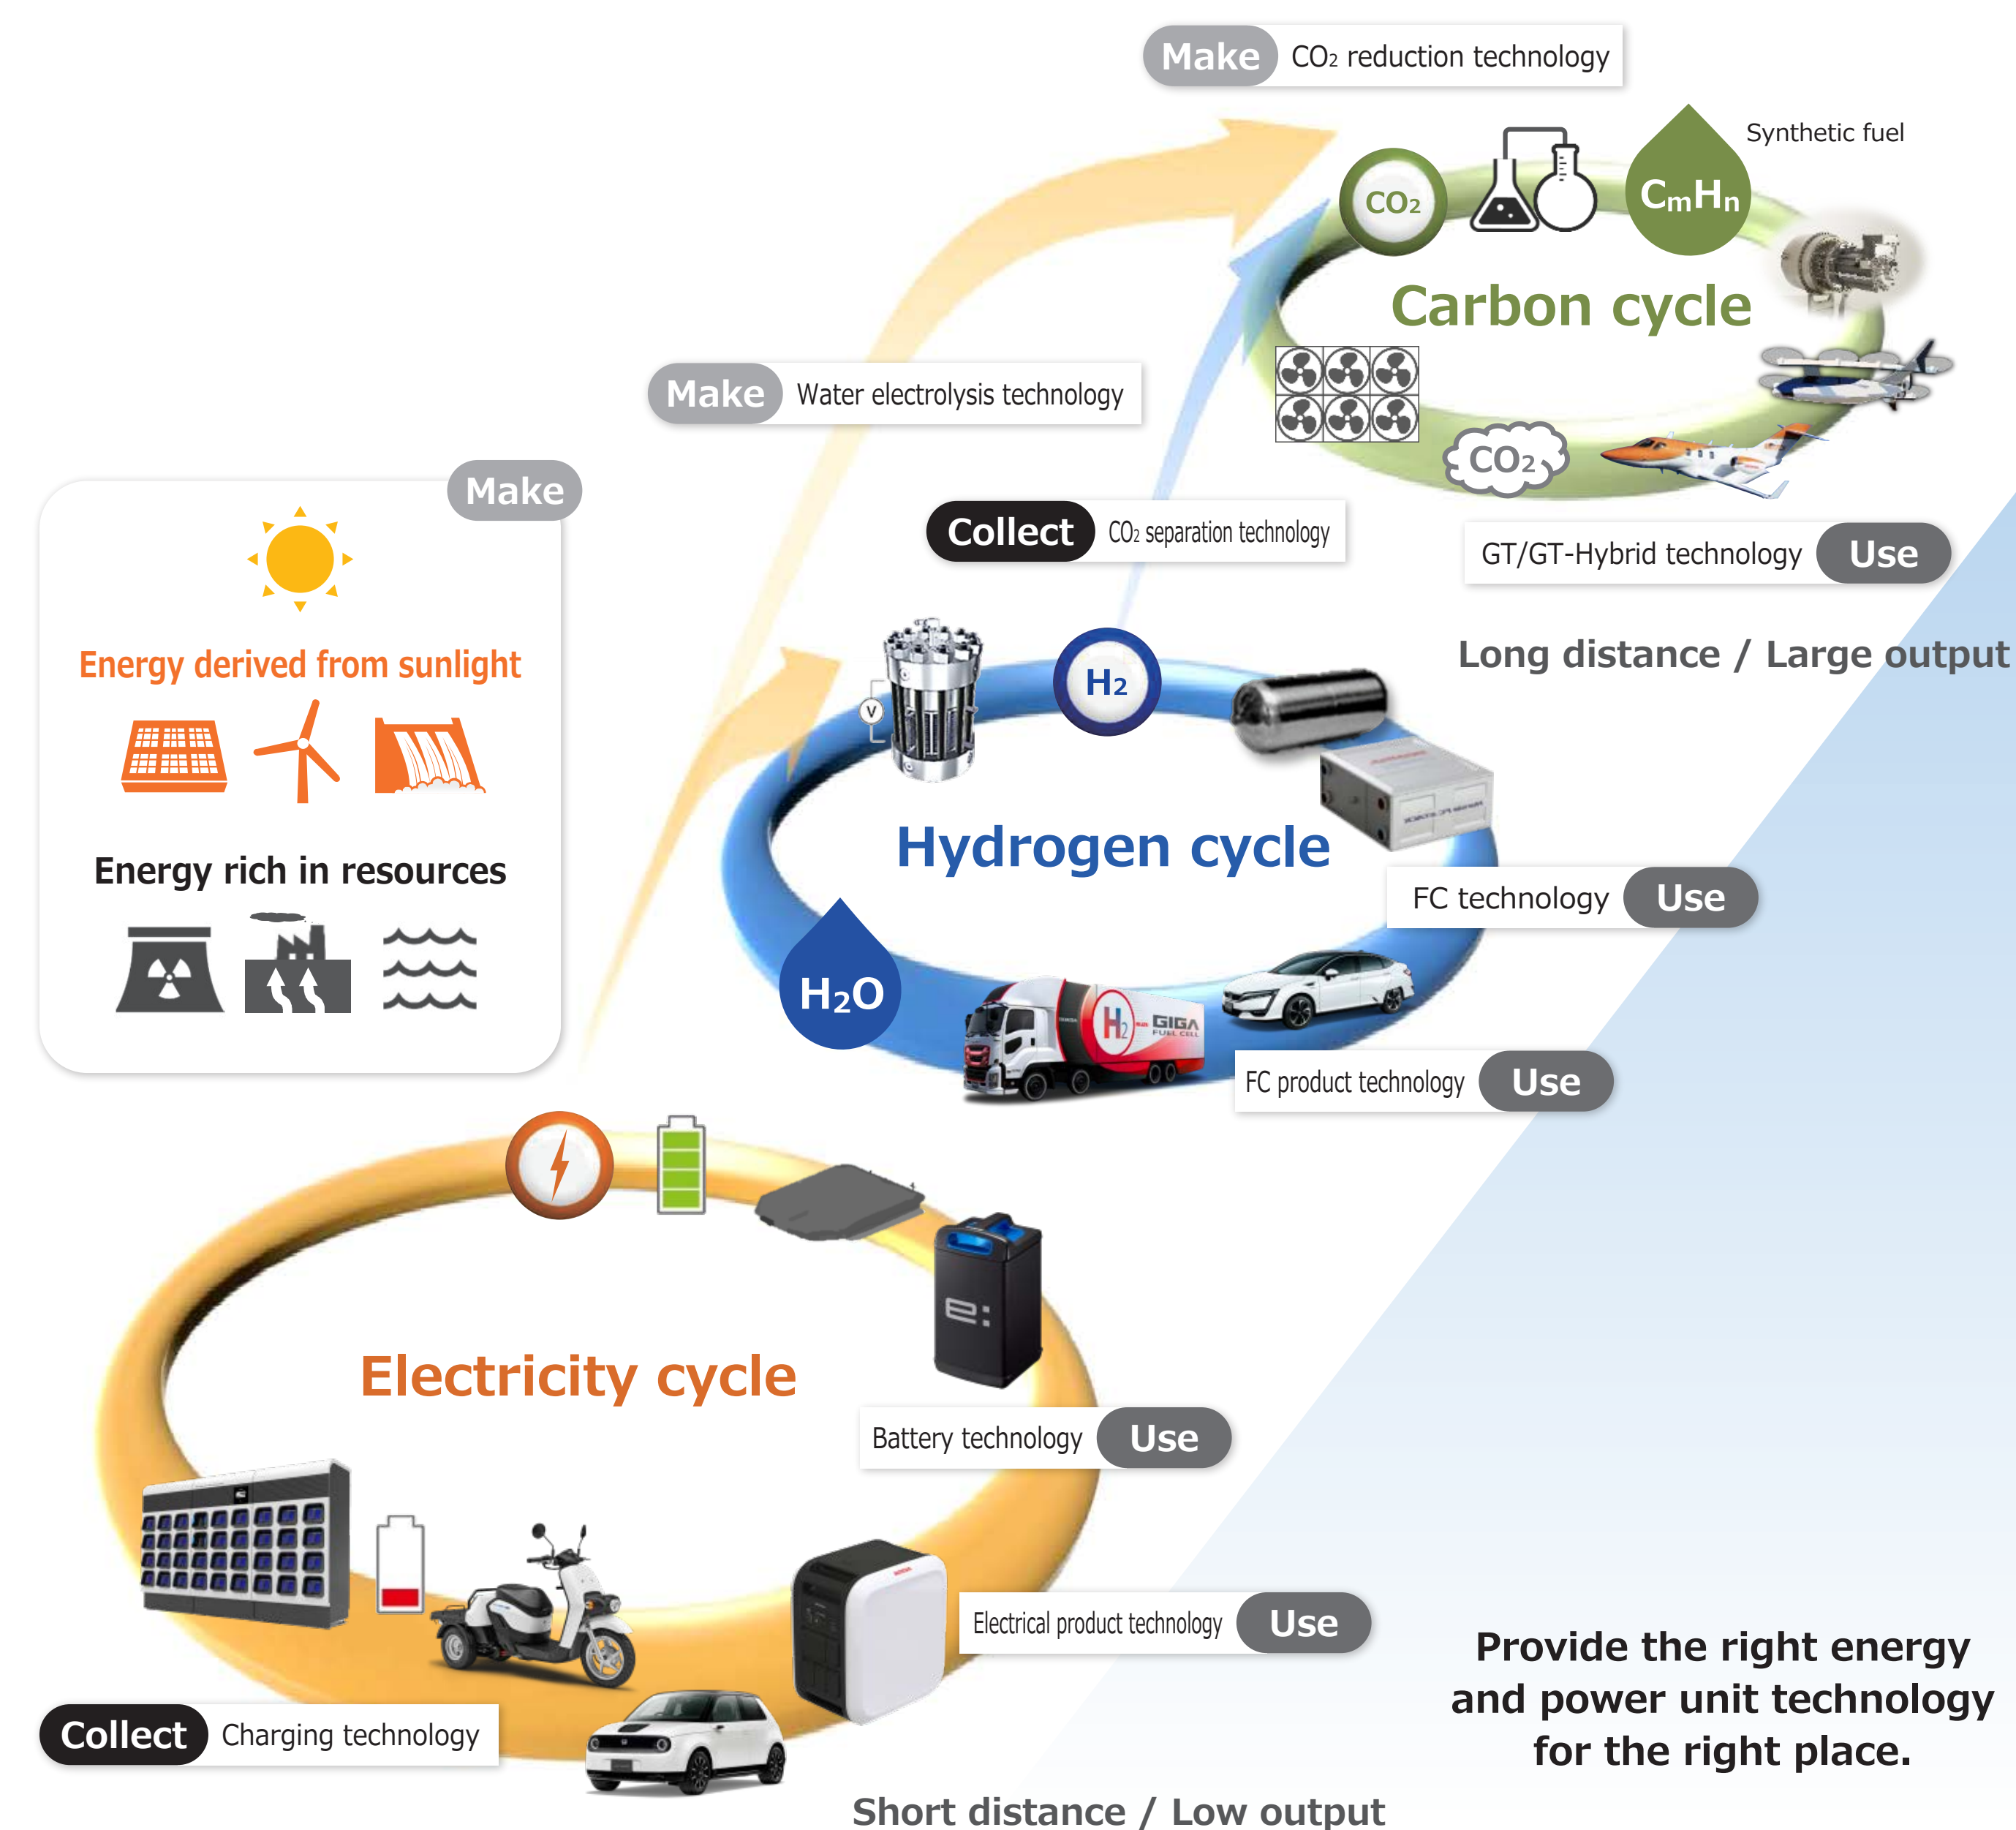 Make CO₂ reduction technology
Synthetic fuel
CO₂
CmHn
Carbon cycle
CO₂
Make Water electrolysis technology
Collect CO₂ separation technology
GT/GT-Hybrid technology Use
Long distance / Large output
Make
Energy derived from sunlight
Energy rich in resources
V
H₂
Hydrogen cycle
FC technology Use
H₂O
H₂
GIGA
FUEL CELL
FC product technology Use
Electricity cycle
e:
Battery technology Use
Electrical product technology Use
Collect Charging technology
Short distance / Low output
Provide the right energy
and power unit technology
for the right place.